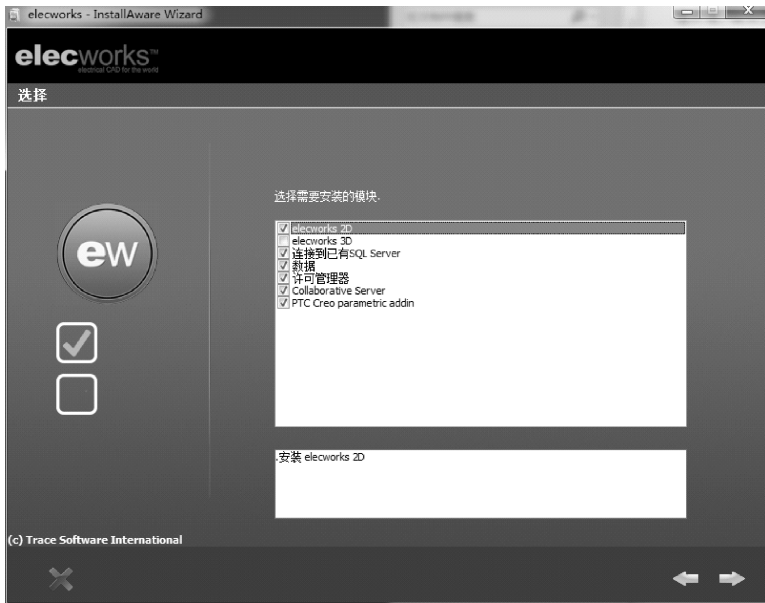 elecworks - InstallAware Wizard
elecworks™
electrical CAD for the world
选择
选择需要安装的模块.
elecworks 2D
elecworks 3D
连接到已有SQL Server
数据
许可管理器
Collaborative Server
PTC Creo parametric addin
ew
.安装 elecworks 2D
(c) Trace Software International